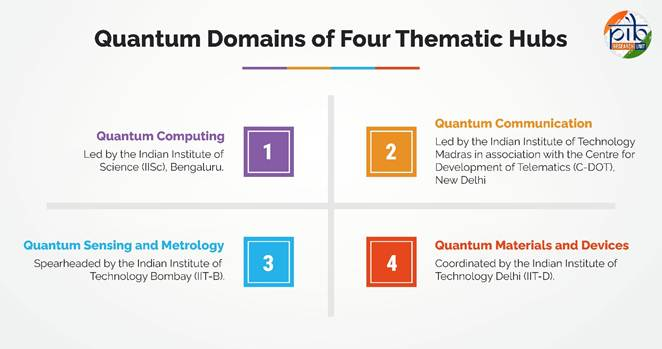 Quantum Domains of Four Thematic Hubs
pib
RESEARCH UNIT
Quantum Computing
Led by the Indian Institute of
Science (IISc), Bengaluru.
1
2
Quantum Communication
Led by the Indian Institute of Technology
Madras in association with the Centre for
Development of Telematics (C-DOT),
New Delhi
Quantum Sensing and Metrology
Spearheaded by the Indian Institute of
Technology Bombay (IIT-B).
3
4
Quantum Materials and Devices
Coordinated by the Indian Institute of
Technology Delhi (IIT-D).